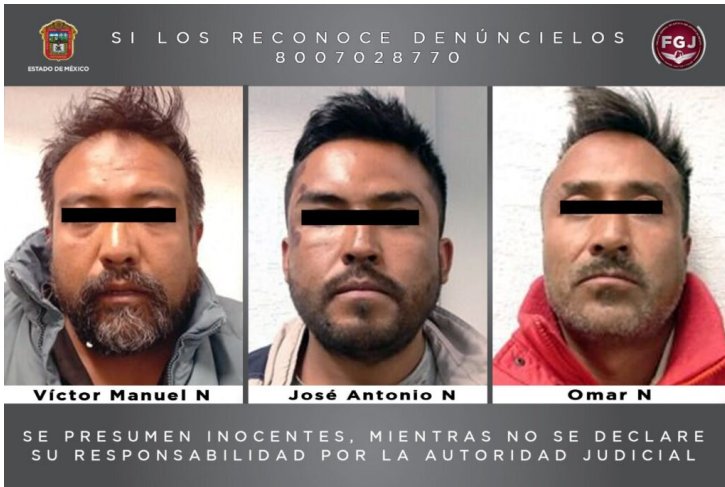 SI LOS RECONOCE DENÚNCIELOS
8007028770
ESTADO DE MÉXICO
FGJ
Víctor Manuel N
José Antonio N
Omar N
SE PRESUMEN INOCENTES, MIENTRAS NO SE DECLARE
SU RESPONSABILIDAD POR LA AUTORIDAD JUDICIAL